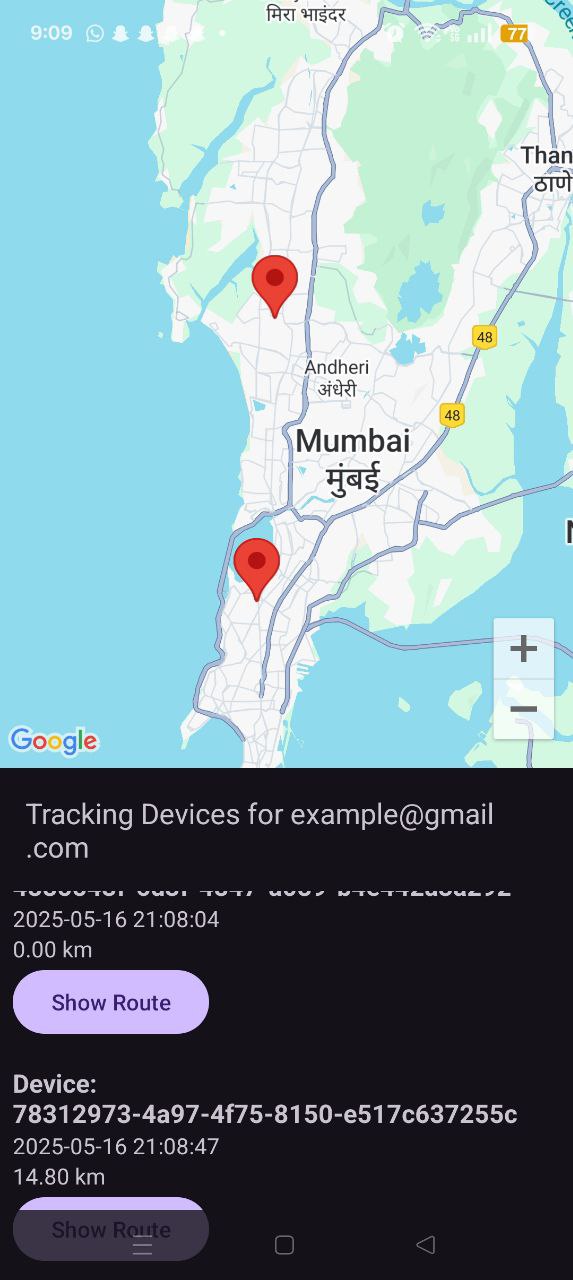 मिरा भाइंदर
9:09
77
Than
ठाणे
48
Andheri
अंधेरी
48
Mumbai
मुंबई
N
Google
Tracking Devices for example@gmail
.com
2025-05-16 21:08:04
0.00 km
Show Route
Device:
78312973-4a97-4f75-8150-e517c637255c
2025-05-16 21:08:47
14.80 km
Show Route